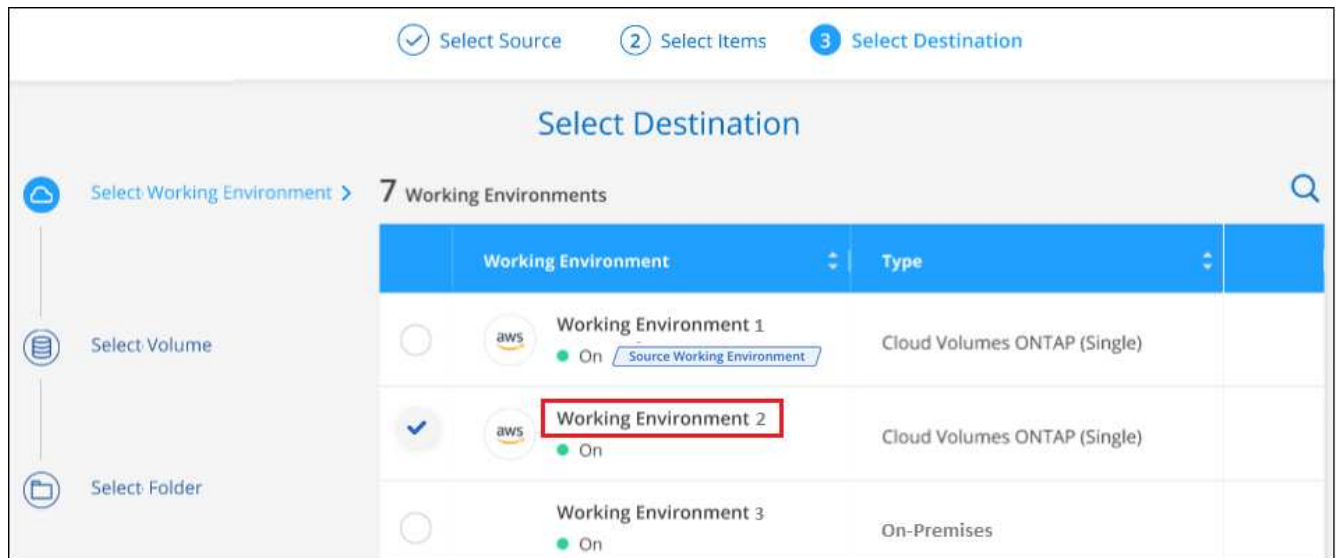 Select Source 2 Select Items 3 Select Destination
Select Destination
Select Working Environment > 7 Working Environments
Working Environment Type
aws Working Environment 1 Cloud Volumes ONTAP (Single)
On Source Working Environment
Select Volume
aws Working Environment 2 Cloud Volumes ONTAP (Single)
On
Select Folder
Working Environment 3 On-Premises
On